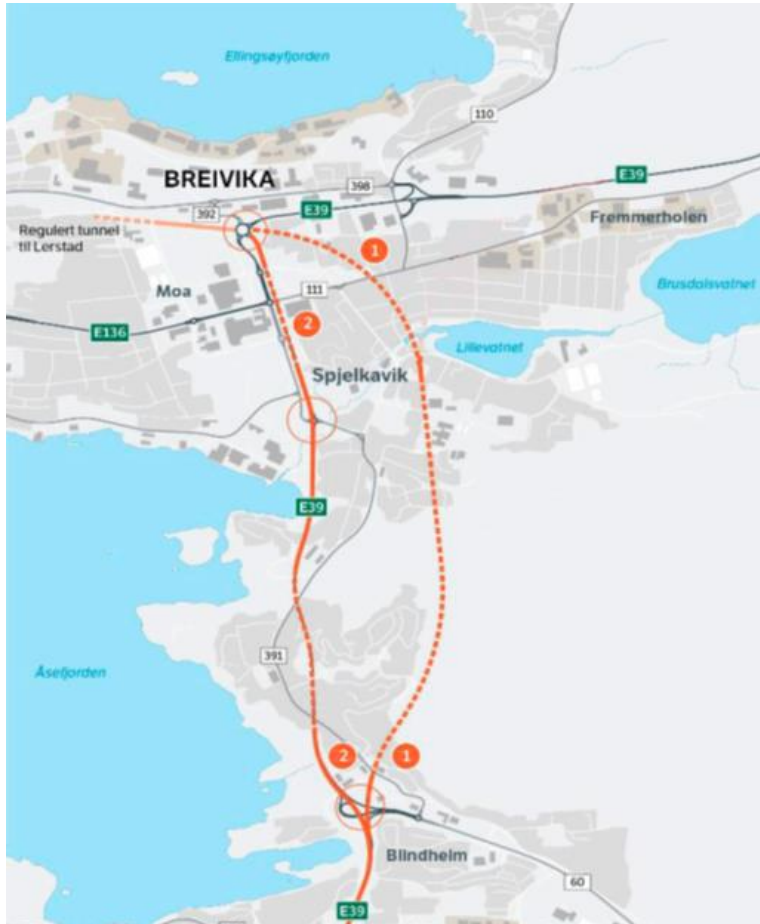 Ellingsøyfjorden
110
BREIVIKA
398
E39
392
E39
Fremmerholen
Regulert tunnel
til Lerstad
1
Brusdalsvatnet
Moa
111
E136
2
Lillevatnet
Spjelkavik
E39
391
Åsefjorden
2
1
Blindheim
60
E39